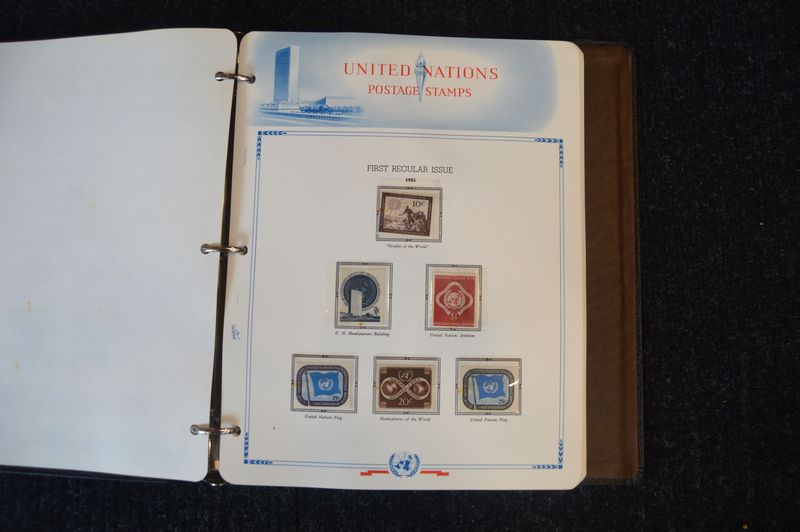 UNITED NATIONS
POSTAGE STAMPS
FIRST REGULAR ISSUE
1951
10c
"Peoples of the World"
U. N. Headquarters Building
United Nations Emblem
$1
20c
United Nations Flag
Hemispheres of the World
United Nations Flag